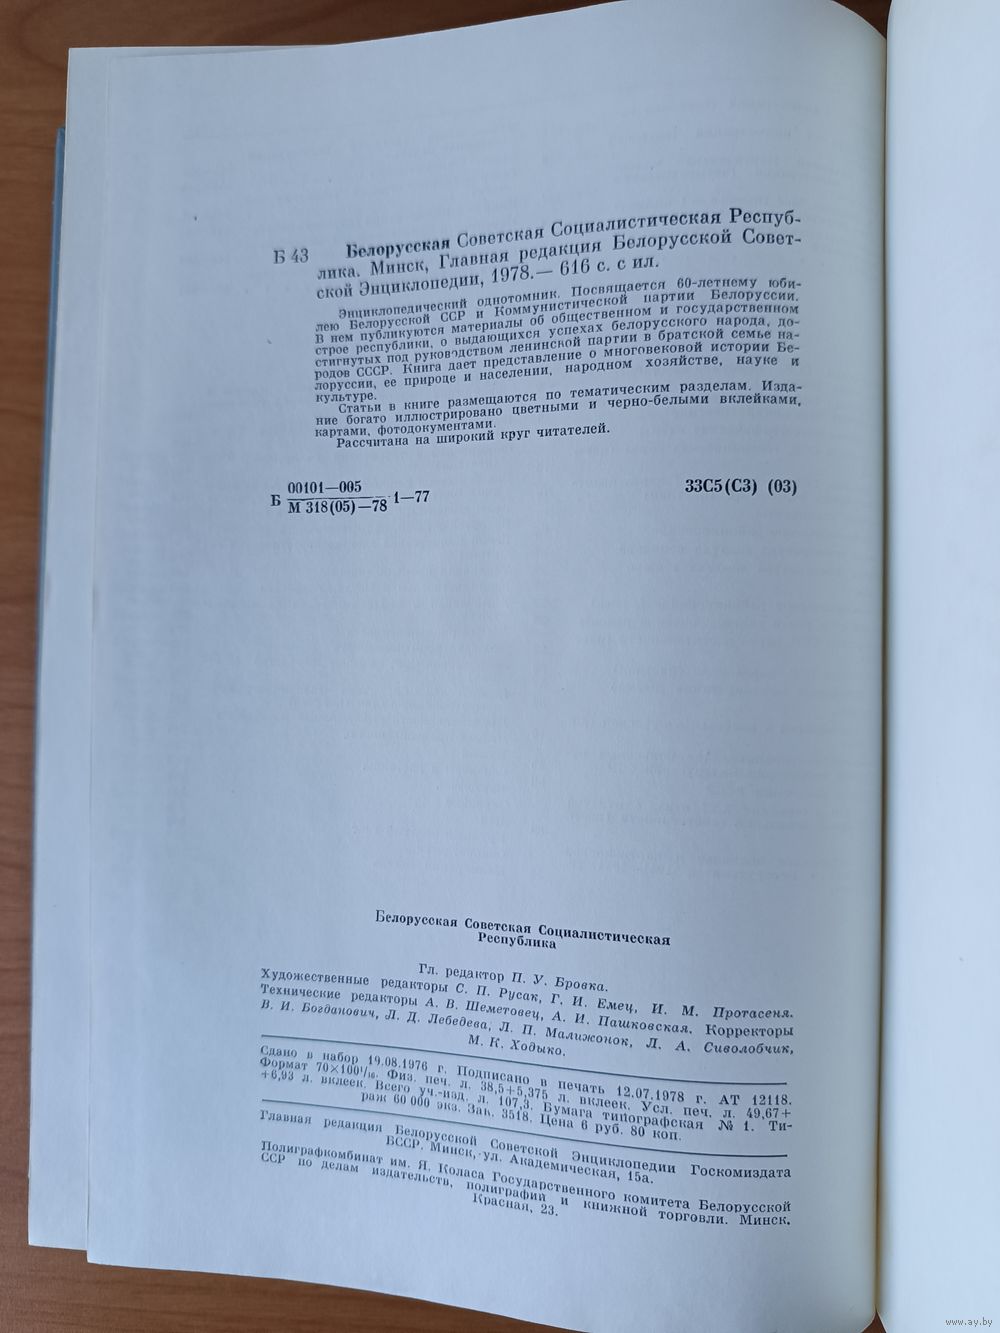 Б 43 Белорусская Советская Социалистическая Респуб-
лика. Минск, Главная редакция Белорусской Совет-
ской Энциклопедии, 1978.— 616 с. с ил.
Энциклопедический однотомник. Посвящается 60-летнему юби-
лею Белорусской ССР и Коммунистической партии Белоруссии.
В нем публикуются материалы об общественном и государственном
строе республики, о выдающихся успехах белорусского народа, до-
стигнутых под руководством ленинской партии в братской семье на-
родов СССР. Книга дает представление о многовековой истории Бе-
лоруссии, ее природе и населении, народном хозяйстве, науке и
культуре.
Статьи в книге размещаются по тематическим разделам. Изда-
ние богато иллюстрировано цветными и черно-белыми вклейками,
картами, фотодокументами.
Рассчитана на широкий круг читателей.
00101—005
Б М 318(05)—78 1—77 33С5(С3) (03)
Белорусская Советская Социалистическая
Республика
Гл. редактор П. У. Бровка.
Художественные редакторы С. П. Русак, Г. И. Емец, И. М. Протасеня.
Технические редакторы А. В. Шеметовец, А. И. Пашковская. Корректоры
В. И. Богданович, Л. Д. Лебедева, Л. П. Малижонок, Л. А. Сиволобчик,
М. К. Ходыко.
Сдано в набор 19.08.1976 г. Подписано в печать 12.07.1978 г. АТ 12118.
Формат 70×100¹/₁₆. Физ. печ. л. 38,5+5,375 л. вклеек. Усл. печ. л. 49,67+
+6,93 л. вклеек. Всего уч.-изд. л. 107,3. Бумага типографская № 1. Ти-
раж 60 000 экз. Зак. 3518. Цена 6 руб. 80 коп.
Главная редакция Белорусской Советской Энциклопедии Госкомиздата
БССР. Минск, ул. Академическая, 15а.
Полиграфкомбинат им. Я. Коласа Государственного комитета Белорусской
ССР по делам издательств, полиграфии и книжной торговли. Минск,
Красная, 23.
www.ay.by